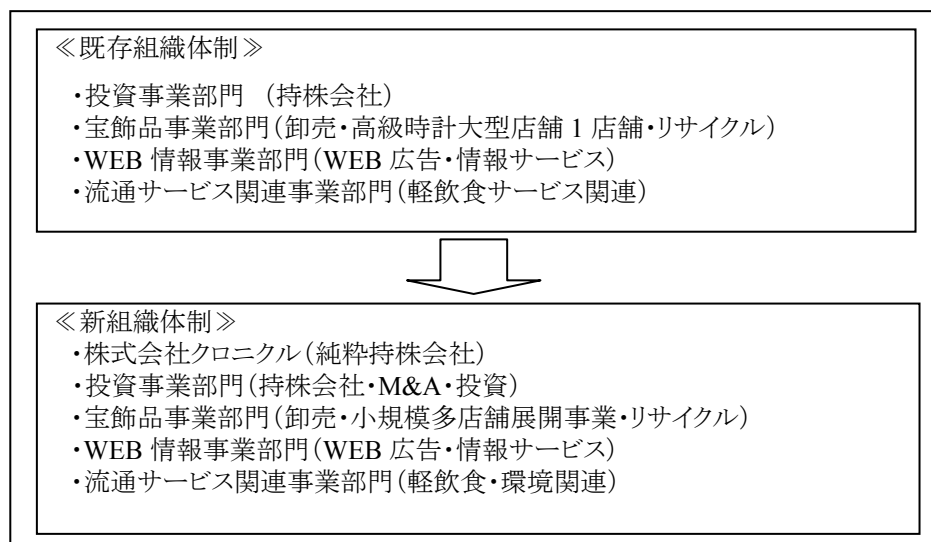 ≪既存組織体制≫
・投資事業部門 (持株会社)
・宝飾品事業部門(卸売・高級時計大型店舗 1 店舗・リサイクル)
・WEB 情報事業部門(WEB 広告・情報サービス)
・流通サービス関連事業部門(軽飲食サービス関連)
≪新組織体制≫
・株式会社クロニクル(純粋持株会社)
・投資事業部門(持株会社・M&A・投資)
・宝飾品事業部門(卸売・小規模多店舗展開事業・リサイクル)
・WEB 情報事業部門(WEB 広告・情報サービス)
・流通サービス関連事業部門(軽飲食・環境関連)